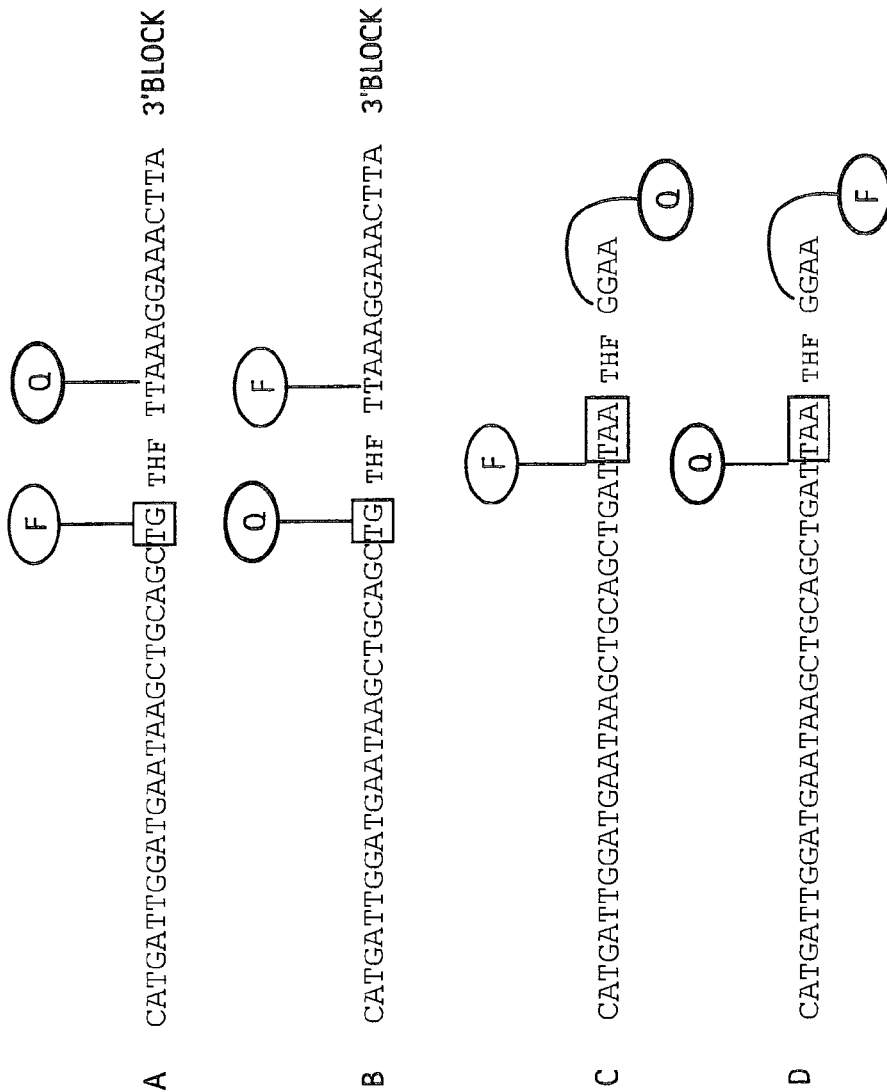 F Q
A CATGATTGGATGAATAAGCTGCAGCTG THF TTAAAGGAAACTTA 3'BLOCK
Q F
B CATGATTGGATGAATAAGCTGCAGCTG THF TTAAAGGAAACTTA 3'BLOCK
F
C CATGATTGGATGAATAAGCTGCAGCTGATTAA THF GGAA
Q
Q
D CATGATTGGATGAATAAGCTGCAGCTGATTAA THF GGAA
F